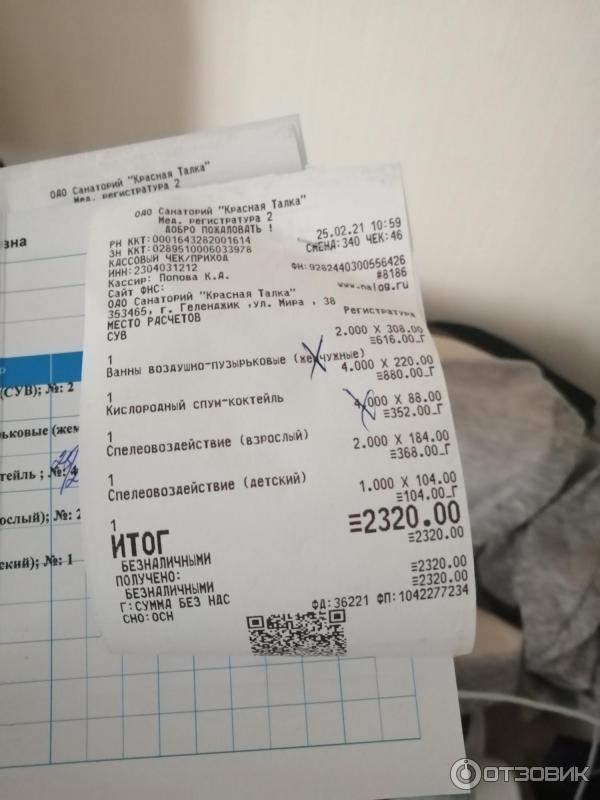 ОАО Санаторий "Красная Талка"
Мед. регистратура 2
вна
ОАО Санаторий "Красная Талка"
Мед. регистратура 2
ДОБРО ПОЖАЛОВАТЬ !
РН ККТ:0001643282001614 25.02.21 10:59
ЗН ККТ:0289510006033978 СМЕНА:340 ЧЕК:46
КАССОВЫЙ ЧЕК/ПРИХОД
ИНН:2304031212 ФН:9282440300556426
Кассир: Попова К.А. #8186
Сайт ФНС: www.nalog.ru
ОАО Санаторий "Красная Талка"
353465, г. Геленджик ,ул. Мира , 38
МЕСТО РАСЧЕТОВ Регистратура
СУВ
2.000 X 308.00
1 ≡616.00_Г
Ванны воздушно-пузырьковые (жемчужные)
4.000 X 220.00
1 ≡880.00_Г
Кислородный спум-коктейль
4.000 X 88.00
1 ≡352.00_Г
Спелеовоздействие (взрослый)
2.000 X 184.00
1 ≡368.00_Г
Спелеовоздействие (детский)
1.000 X 104.00
1 ≡104.00_Г
ИТОГ ≡2320.00
БЕЗНАЛИЧНЫМИ ≡2320.00
ПОЛУЧЕНО:
БЕЗНАЛИЧНЫМИ ≡2320.00
Г:СУММА БЕЗ НДС ≡2320.00
СНО:ОСН ФД:36221 ФП:1042277234
(СУВ); №: 2
рьковые (жем
тейль ; №: 4
ослый); №: 2
ский); №: 1
ОТЗОВИК